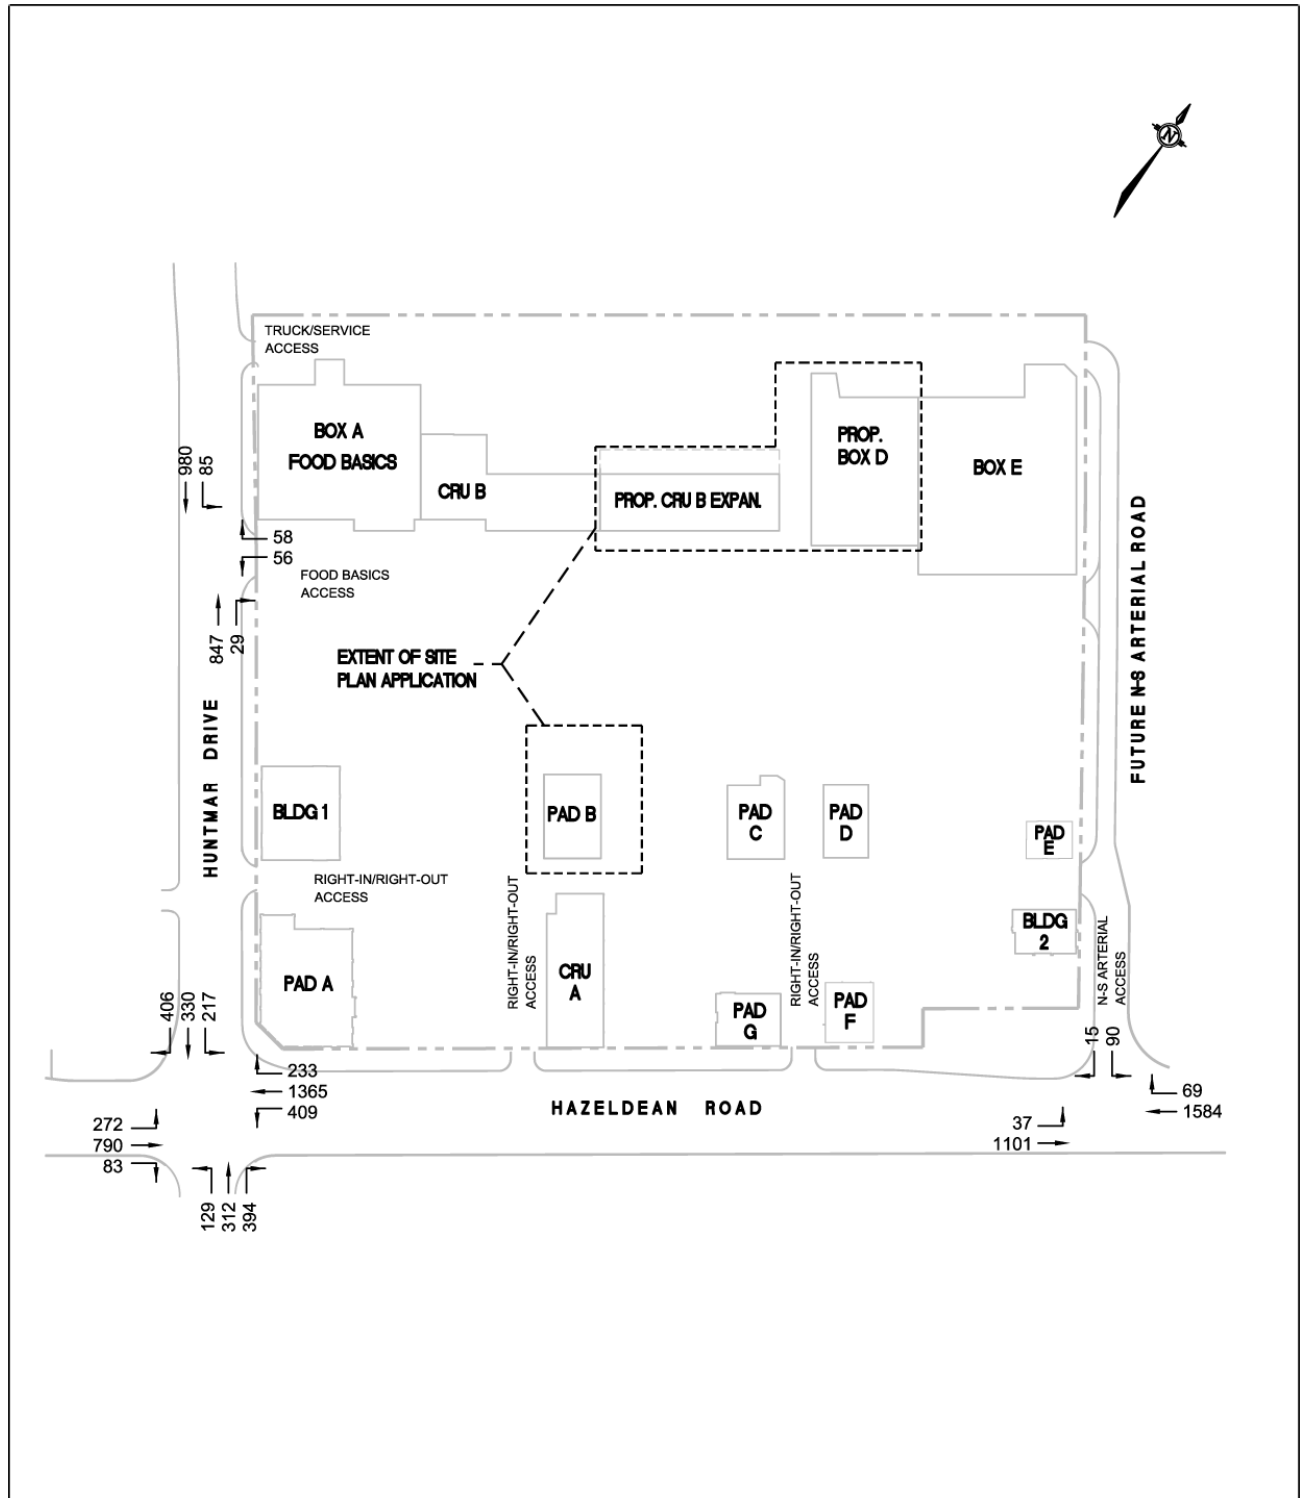 N
TRUCK/SERVICE
ACCESS
BOX A
FOOD BASICS
CRU B
PROP. CRU B EXPAN.
PROP.
BOX D
BOX E
980
85
58
56
FOOD BASICS
ACCESS
847
29
EXTENT OF SITE
PLAN APPLICATION
HUNTMAR DRIVE
FUTURE N-S ARTERIAL ROAD
BLDG 1
PAD B
PAD
C
PAD
D
PAD
E
RIGHT-IN/RIGHT-OUT
ACCESS
RIGHT-IN/RIGHT-OUT
ACCESS
RIGHT-IN/RIGHT-OUT
ACCESS
BLDG
2
N-S ARTERIAL
ACCESS
PAD A
CRU
A
PAD
G
PAD
F
406
330
217
15
90
233
1365
409
HAZELDEAN ROAD
69
1584
272
790
83
37
1101
129
312
394